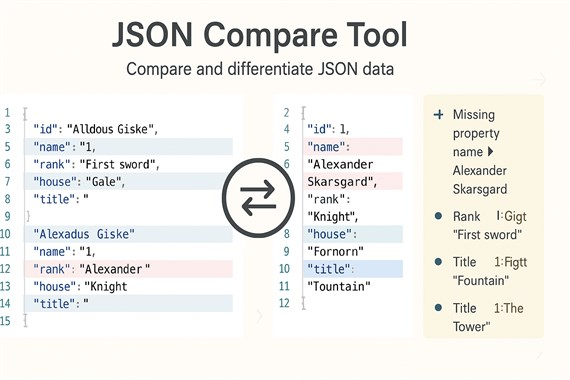 JSON Compare Tool
Compare and differentiate JSON data
1 {
3 "id": "Alldous Giske",
5 "name": "1,
6 "rank": "First sword",
7 "house": "Gale",
8 "title": "
9 }
10 "Alexadus Giske"
11 "name": "1,
12 "rank": "Alexander "
13 "house": "Knight
14 "title": "
15
2 {
4 "id": 1,
5 "name":
6 "Alexander
Skarsgard",
"rank":
"Knight",
8 "house":
9 "Fornorn"
10 "title":
11 "Tountain"
12
+ Missing
property
name
Alexander
Skarsgard
• Rank l:Gigt
"First sword"
• Title 1:Figtt
"Fountain"
• Title 1:The
Tower"